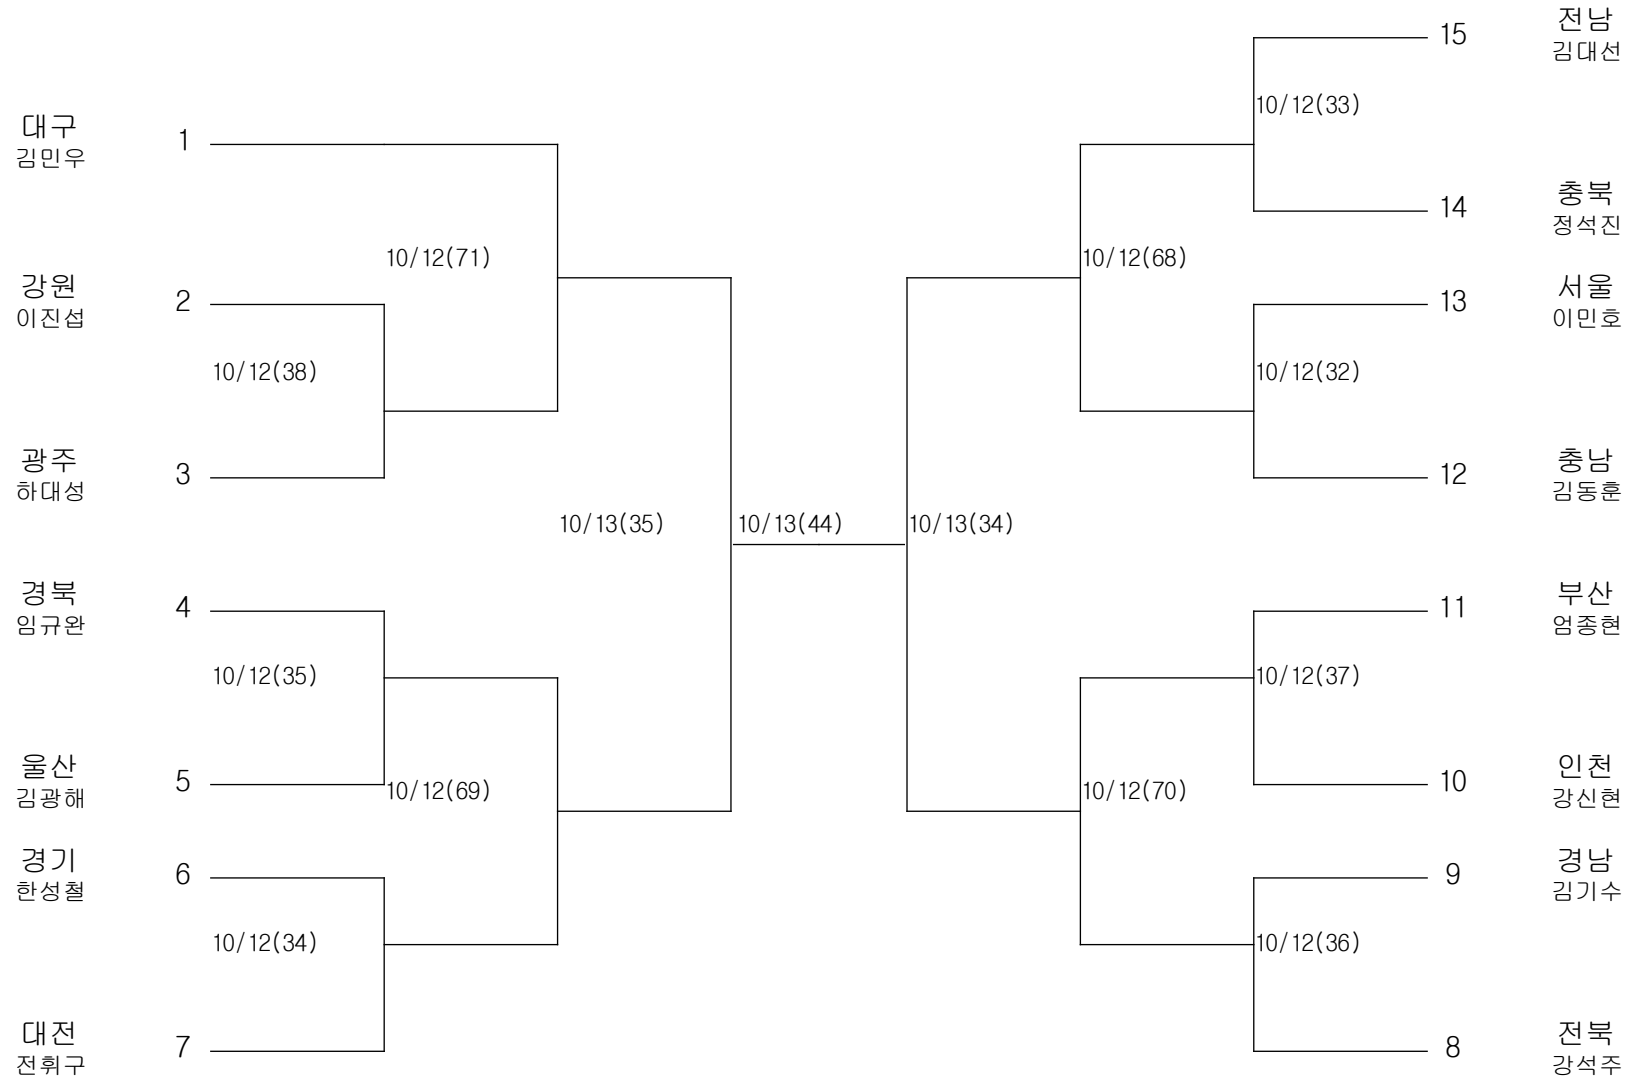 전남
15
김대선
10/12(33)
대구
1
김민우
충북
14
정석진
10/12(71)
10/12(68)
강원
2
이진섭
서울
13
이민호
10/12(38)
10/12(32)
광주
3
하대성
충남
12
김동훈
10/13(35)
10/13(44)
10/13(34)
경북
4
임규완
부산
11
엄종현
10/12(35)
10/12(37)
울산
5
김광해
인천
10
강신현
10/12(69)
10/12(70)
경기
6
한성철
경남
9
김기수
10/12(34)
10/12(36)
대전
7
전휘구
전북
8
강석주